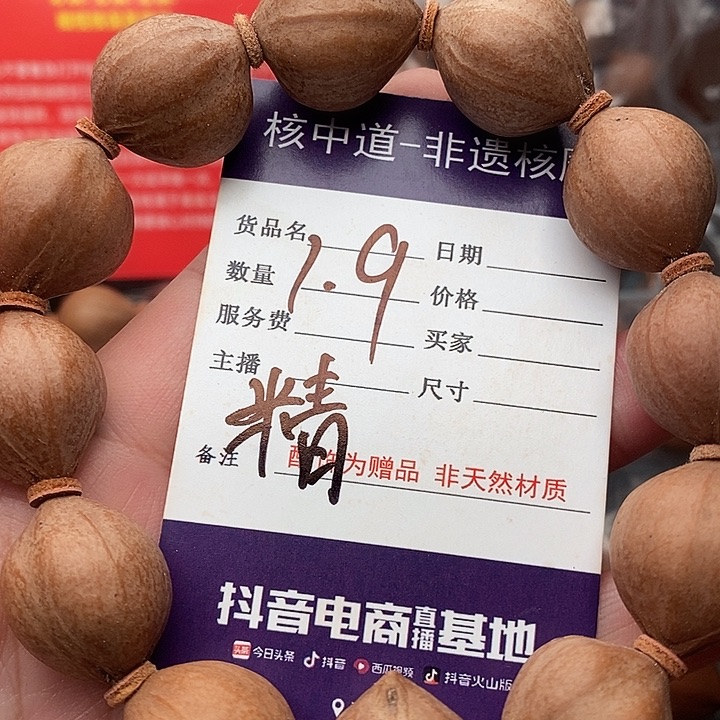 核中道-非遗核
货品名 日期
1.9
数量 价格
服务费 买家
主播 尺寸
精
备注 为赠品 非天然材质
抖音电商直播基地
头条 今日头条 抖音 西瓜视频 抖音火山版